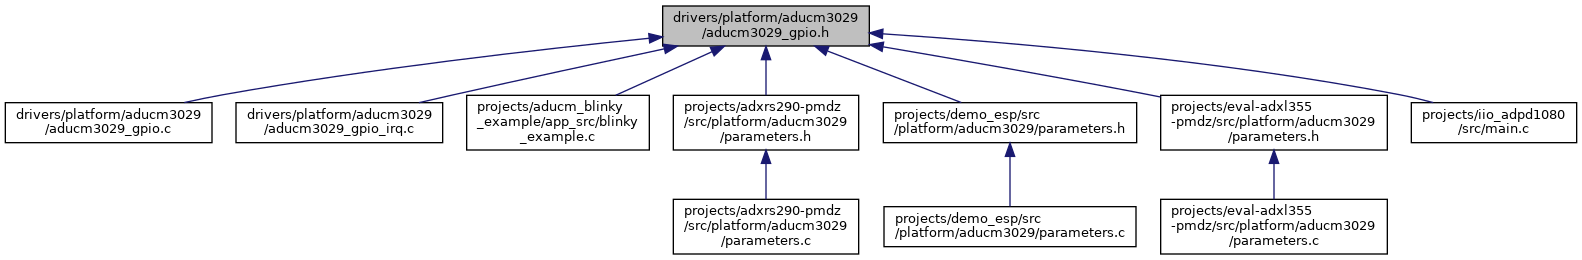 drivers/platform/aducm3029
/aducm3029_gpio.h
drivers/platform/aducm3029
/aducm3029_gpio.c
drivers/platform/aducm3029
/aducm3029_gpio_irq.c
projects/aducm_blinky
_example/app_src/blinky
_example.c
projects/adxrs290-pmdz
/src/platform/aducm3029
/parameters.h
projects/demo_esp/src
/platform/aducm3029/parameters.h
projects/eval-adxl355
-pmdz/src/platform/aducm3029
/parameters.h
projects/iio_adpd1080
/src/main.c
projects/adxrs290-pmdz
/src/platform/aducm3029
/parameters.c
projects/demo_esp/src
/platform/aducm3029/parameters.c
projects/eval-adxl355
-pmdz/src/platform/aducm3029
/parameters.c